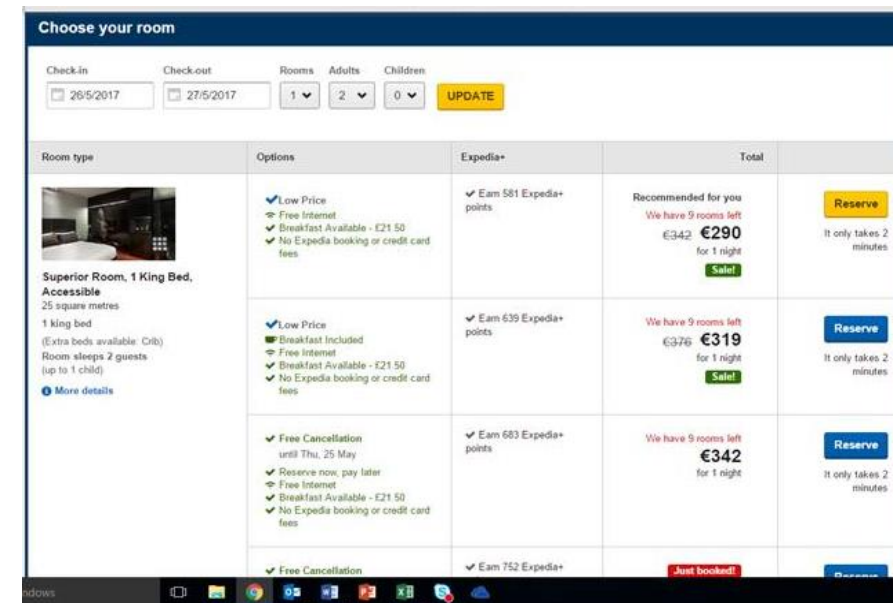 Choose your room
Check-in Check-out Rooms Adults Children
26/5/2017 27/5/2017 1 2 0 UPDATE
Room type Options Expedia+ Total
Superior Room, 1 King Bed,
Accessible
25 square metres
1 king bed
(Extra beds available: Crib)
Room sleeps 2 guests
(up to 1 child)
More details
Low Price
Free Internet
Breakfast Available - £21.50
No Expedia booking or credit card
fees
Earn 581 Expedia+
points
Recommended for you
We have 9 rooms left
€342 €290
for 1 night
Sale!
Reserve
It only takes 2
minutes
Low Price
Breakfast Included
Free Internet
Breakfast Available - £21.50
No Expedia booking or credit card
fees
Earn 639 Expedia+
points
We have 9 rooms left
€376 €319
for 1 night
Sale!
Reserve
It only takes 2
minutes
Free Cancellation
until Thu, 25 May
Reserve now, pay later
Free Internet
Breakfast Available - £21.50
No Expedia booking or credit card
fees
Earn 683 Expedia+
points
We have 9 rooms left
€342
for 1 night
Reserve
It only takes 2
minutes
Free Cancellation
Earn 752 Expedia+
Just booked!
Reserve
ndows